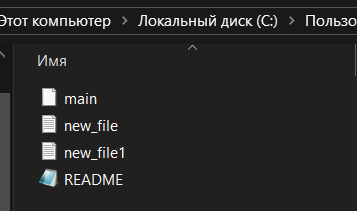 Этот компьютер > Локальный диск (C:) > Пользо
Имя
main
new_file
new_file1
README